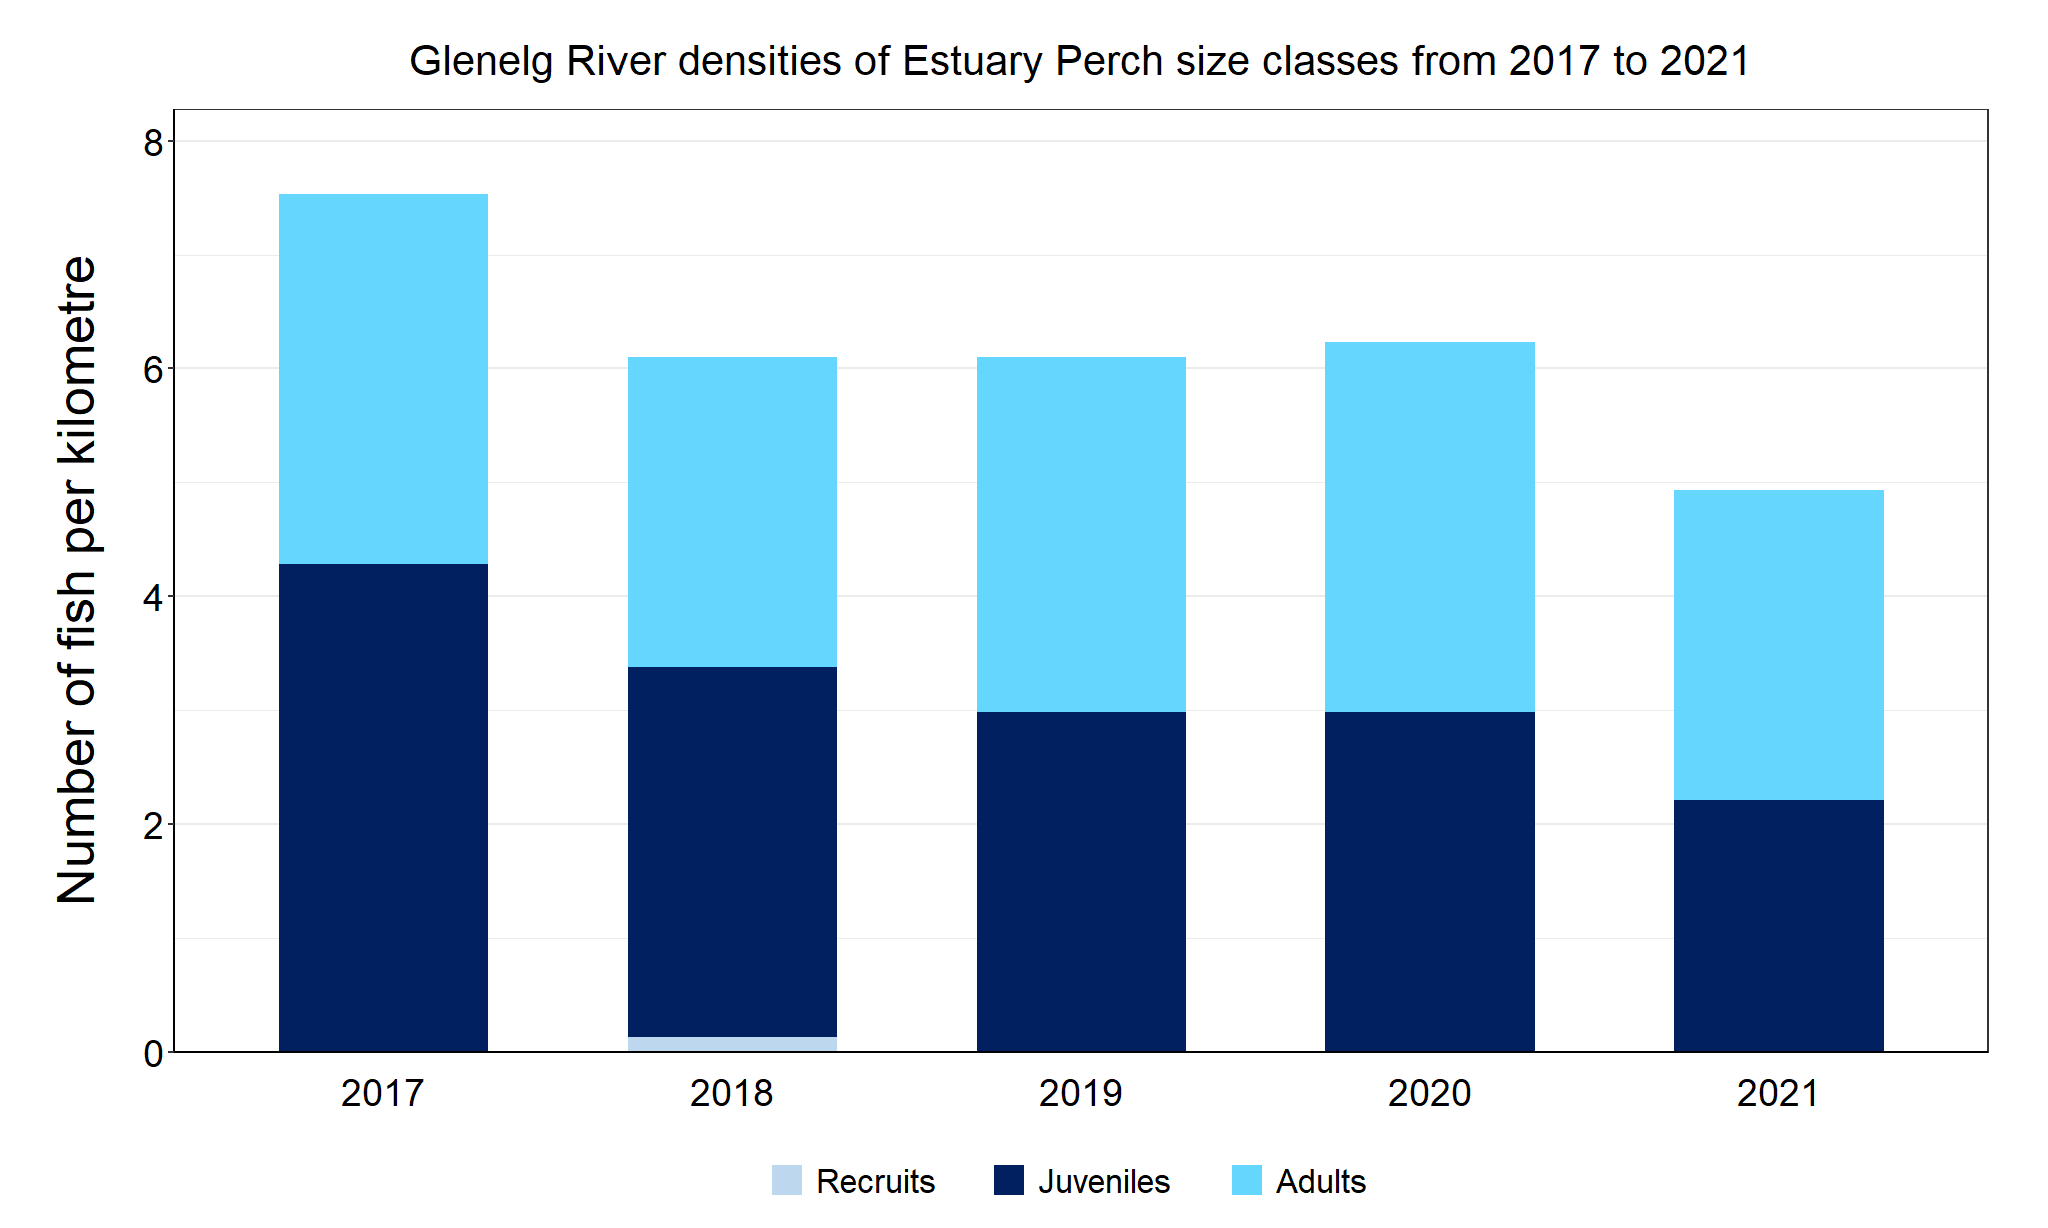 Glenelg River densities of Estuary Perch size classes from 2017 to 2021
Number of fish per kilometre
8
6
4
2
0
2017 2018 2019 2020 2021
Recruits Juveniles Adults